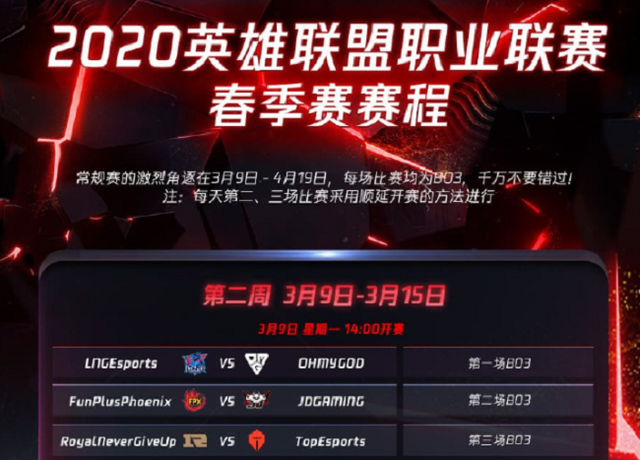 2020英雄联盟职业联赛
春季赛赛程
常规赛的激烈角逐在3月9日 - 4月19日，每场比赛均为BO3，千万不要错过！
注：每天第二、三场比赛采用顺延开赛的方法进行
第二周 3月9日-3月15日
3月9日 星期一 14:00开赛
LNGEsports VS OMG OHMYGOD 第一场BO3
FunPlusPhoenix FPX VS JDG JDGAMING 第二场BO3
RoyalNeverGiveUp VS TopEsports 第三场BO3